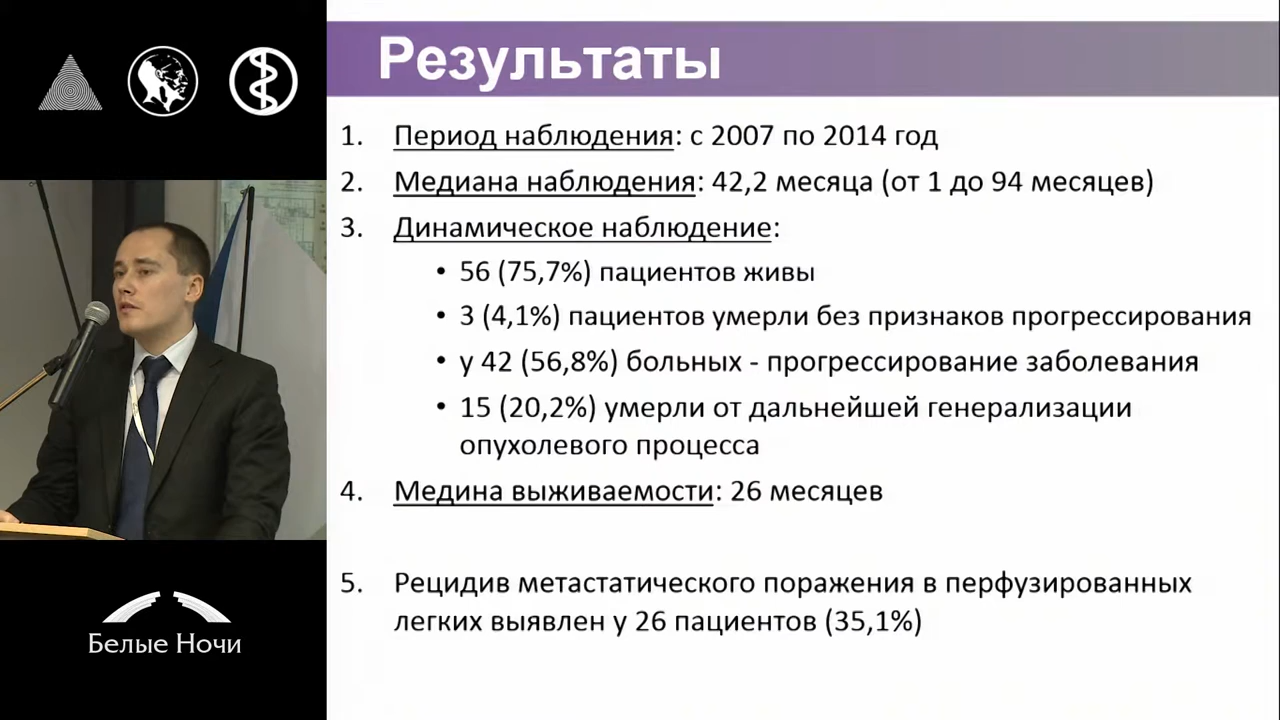 Результаты
1. Период наблюдения: с 2007 по 2014 год
2. Медиана наблюдения: 42,2 месяца (от 1 до 94 месяцев)
3. Динамическое наблюдение:
• 56 (75,7%) пациентов живы
• 3 (4,1%) пациентов умерли без признаков прогрессирования
• у 42 (56,8%) больных - прогрессирование заболевания
• 15 (20,2%) умерли от дальнейшей генерализации
опухолевого процесса
4. Медина выживаемости: 26 месяцев
5. Рецидив метастатического поражения в перфузированных
легких выявлен у 26 пациентов (35,1%)
Белые Ночи